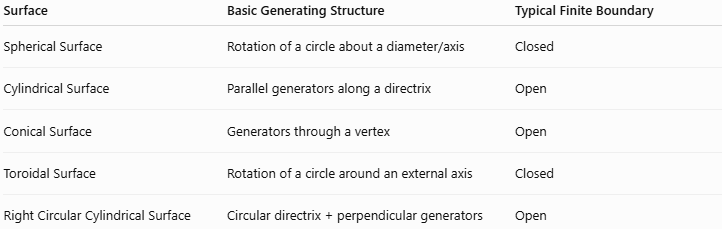 Surface Basic Generating Structure Typical Finite Boundary
Spherical Surface Rotation of a circle about a diameter/axis Closed
Cylindrical Surface Parallel generators along a directrix Open
Conical Surface Generators through a vertex Open
Toroidal Surface Rotation of a circle around an external axis Closed
Right Circular Cylindrical Surface Circular directrix + perpendicular generators Open